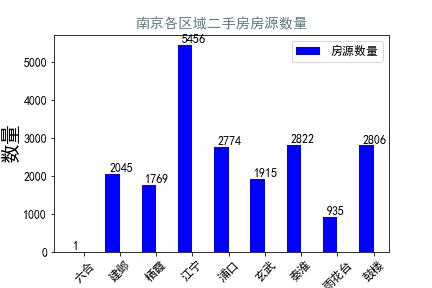 南京各区域二手房房源数量
房源数量
数量
5000
4000
3000
2000
1000
0
1
2045
1769
5456
2774
1915
2822
935
2806
六合
建邺
栖霞
江宁
浦口
玄武
秦淮
雨花台
鼓楼